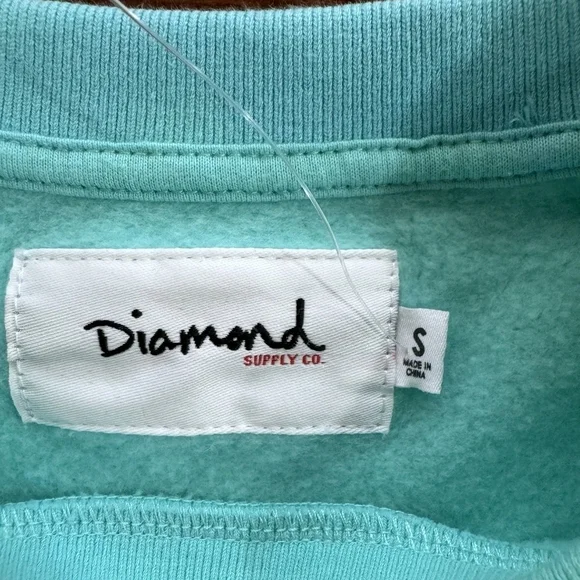 Diamond
SUPPLY CO.
S
MADE IN
CHINA